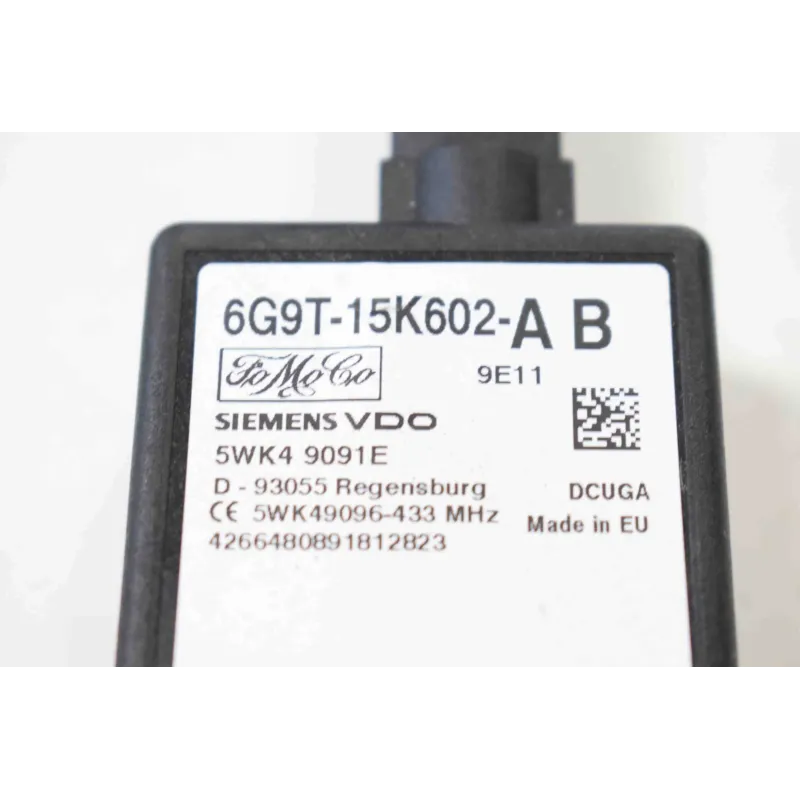 6G9T-15K602-A B
FoMoCo 9E11
SIEMENS VDO
5WK4 9091E
D - 93055 Regensburg DCUGA
CE 5WK49096-433 MHz Made in EU
4266480891812823